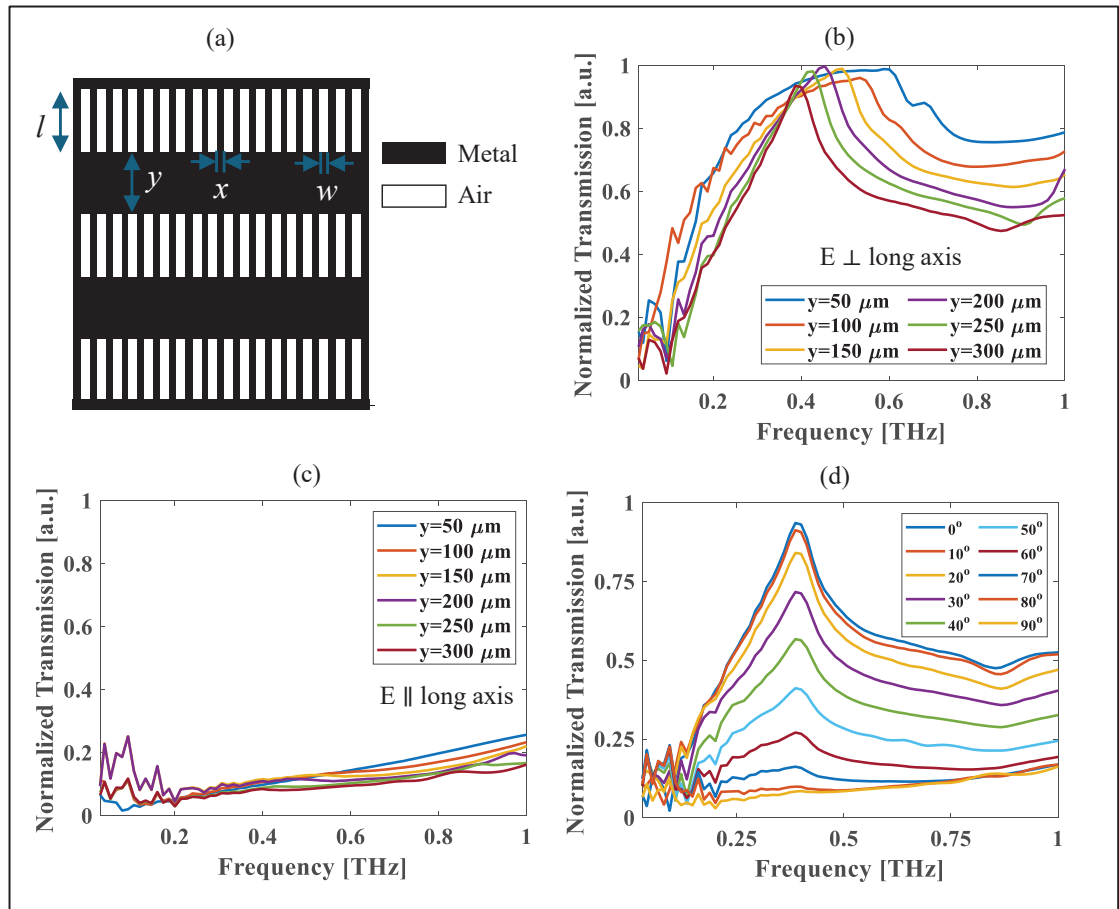 (a)
l
y
x
w
Metal
Air
(b)
Normalized Transmission [a.u.]
1
0.8
0.6
0.4
0.2
0
E ⊥ long axis
y=50 μm
y=100 μm
y=150 μm
y=200 μm
y=250 μm
y=300 μm
0.2
0.4
0.6
0.8
1
Frequency [THz]
(c)
Normalized Transmission [a.u.]
1
0.8
0.6
0.4
0.2
0
y=50 μm
y=100 μm
y=150 μm
y=200 μm
y=250 μm
y=300 μm
E ∥ long axis
0.2
0.4
0.6
0.8
1
Frequency [THz]
(d)
Normalized Transmission [a.u.]
1
0.75
0.5
0.25
0
0°
10°
20°
30°
40°
50°
60°
70°
80°
90°
0.25
0.5
0.75
1
Frequency [THz]